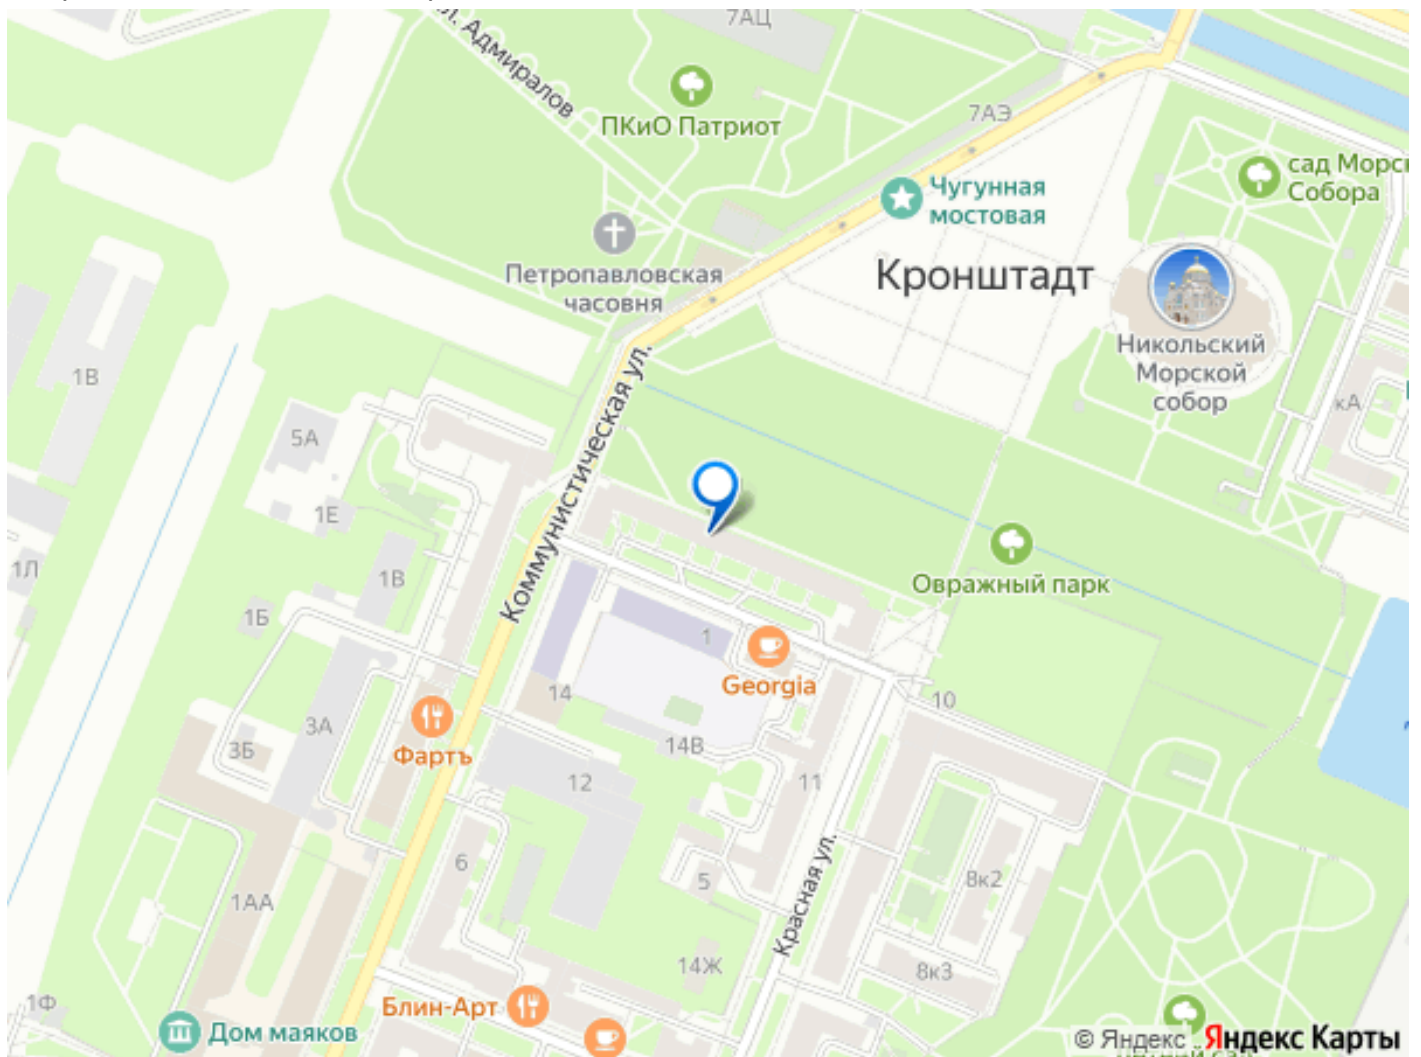 7АЦ
пл. Адмиралов
ПКиО Патриот
7АЭ
сад Морск
Собора
Чугунная
мостовая
Петропавловская
часовня
Кронштадт
Никольский
Морской
собор
1В
кА
5А
Коммунистическая ул.
1Е
1Л
1В
Овражный парк
1Б
1
Georgia
14
10
3А
3Б
Фартъ
14В
12
11
6
5
8к2
1АА
Красная ул.
14Ж
8к3
1Ф
Блин-Арт
Дом маяков
© Яндекс
Яндекс Карты